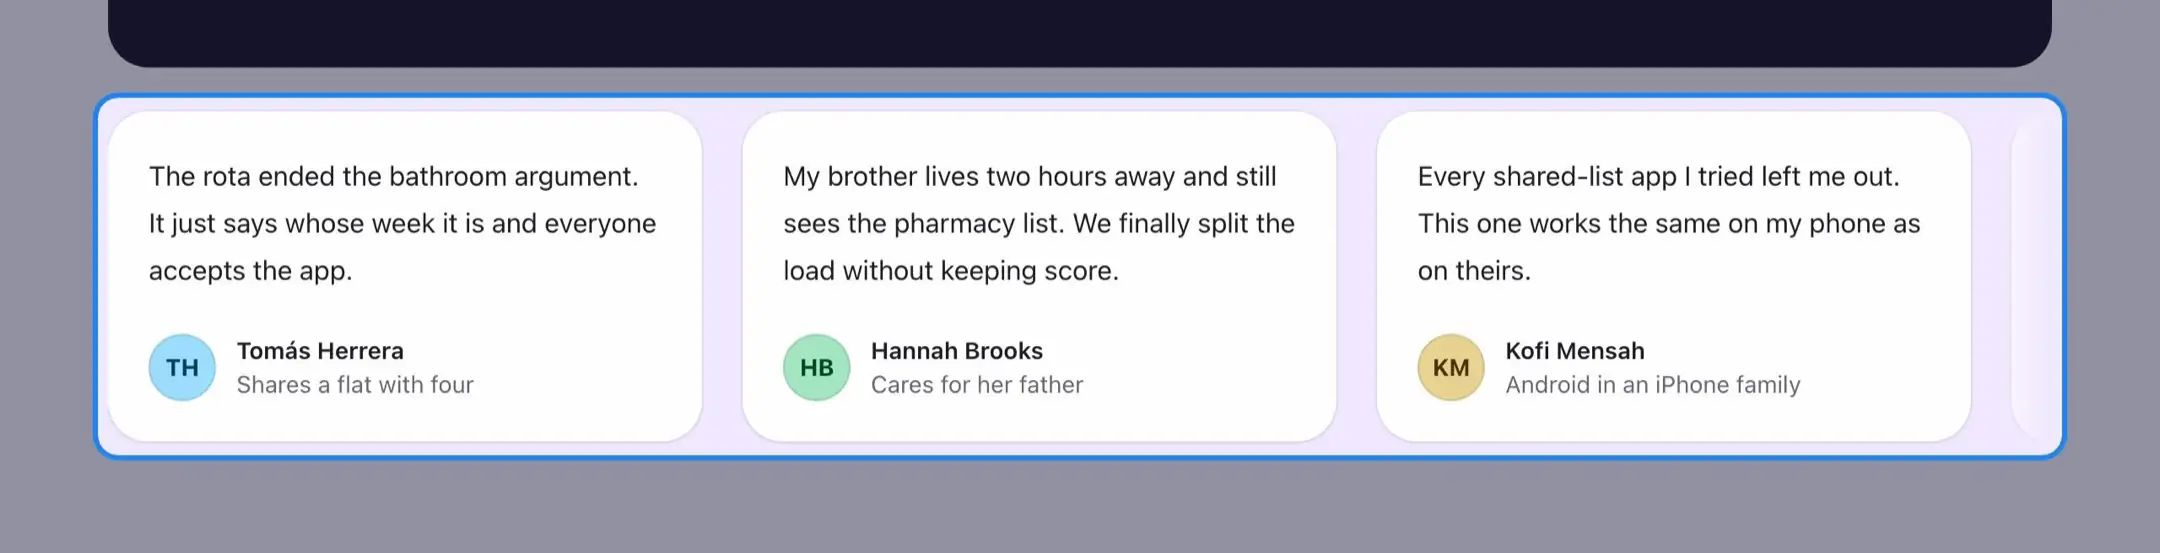 The rota ended the bathroom argument.
It just says whose week it is and everyone
accepts the app.
TH
Tomás Herrera
Shares a flat with four
My brother lives two hours away and still
sees the pharmacy list. We finally split the
load without keeping score.
HB
Hannah Brooks
Cares for her father
Every shared-list app I tried left me out.
This one works the same on my phone as
on theirs.
KM
Kofi Mensah
Android in an iPhone family